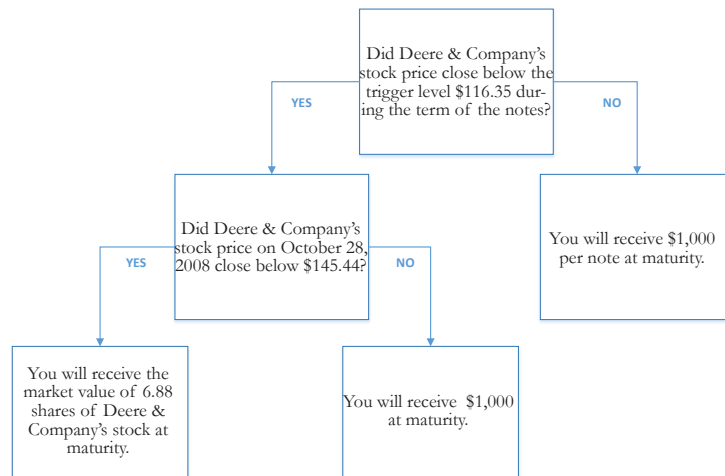 Did Deere & Company's
stock price close below the
trigger level $116.35 dur-
ing the term of the notes?
YES
NO
Did Deere & Company's
stock price on October 28,
2008 close below $145.44?
You will receive $1,000
per note at maturity.
YES
NO
You will receive the
market value of 6.88
shares of Deere &
Company's stock at
maturity.
You will receive $1,000
at maturity.